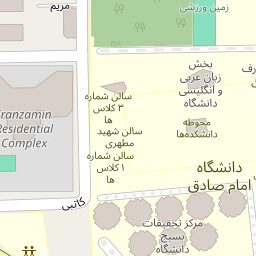 مریم
زمین ورزشی
بخش
زبان عربی
و انگلیسی
دانشگاه
سالن شماره
۳ کلاس
ها
محوطه
دانشکده‌ها
سالن شهید
مطهری
سالن شماره
۱ کلاس
ها
Iranzamin
Residential
Complex
دانشگاه
امام صادق
کاتبی
مرکز تحقیقات
بسیج
دانشگاه